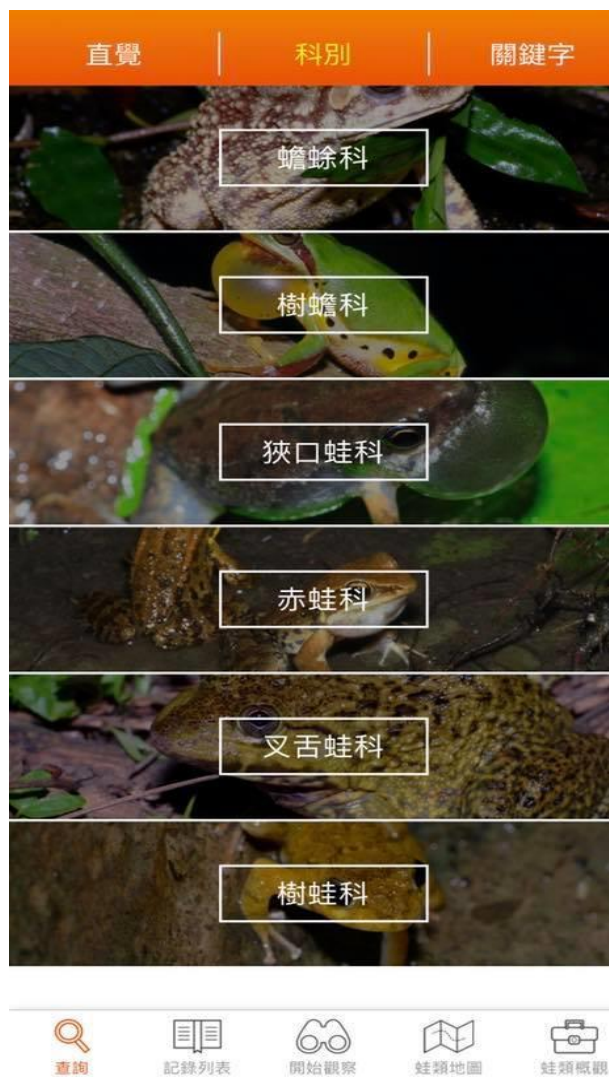 直覺 科別 關鍵字
蟾蜍科
樹蟾科
狹口蛙科
赤蛙科
叉舌蛙科
樹蛙科
查詢 記錄列表 開始觀察 蛙類地圖 蛙類概觀